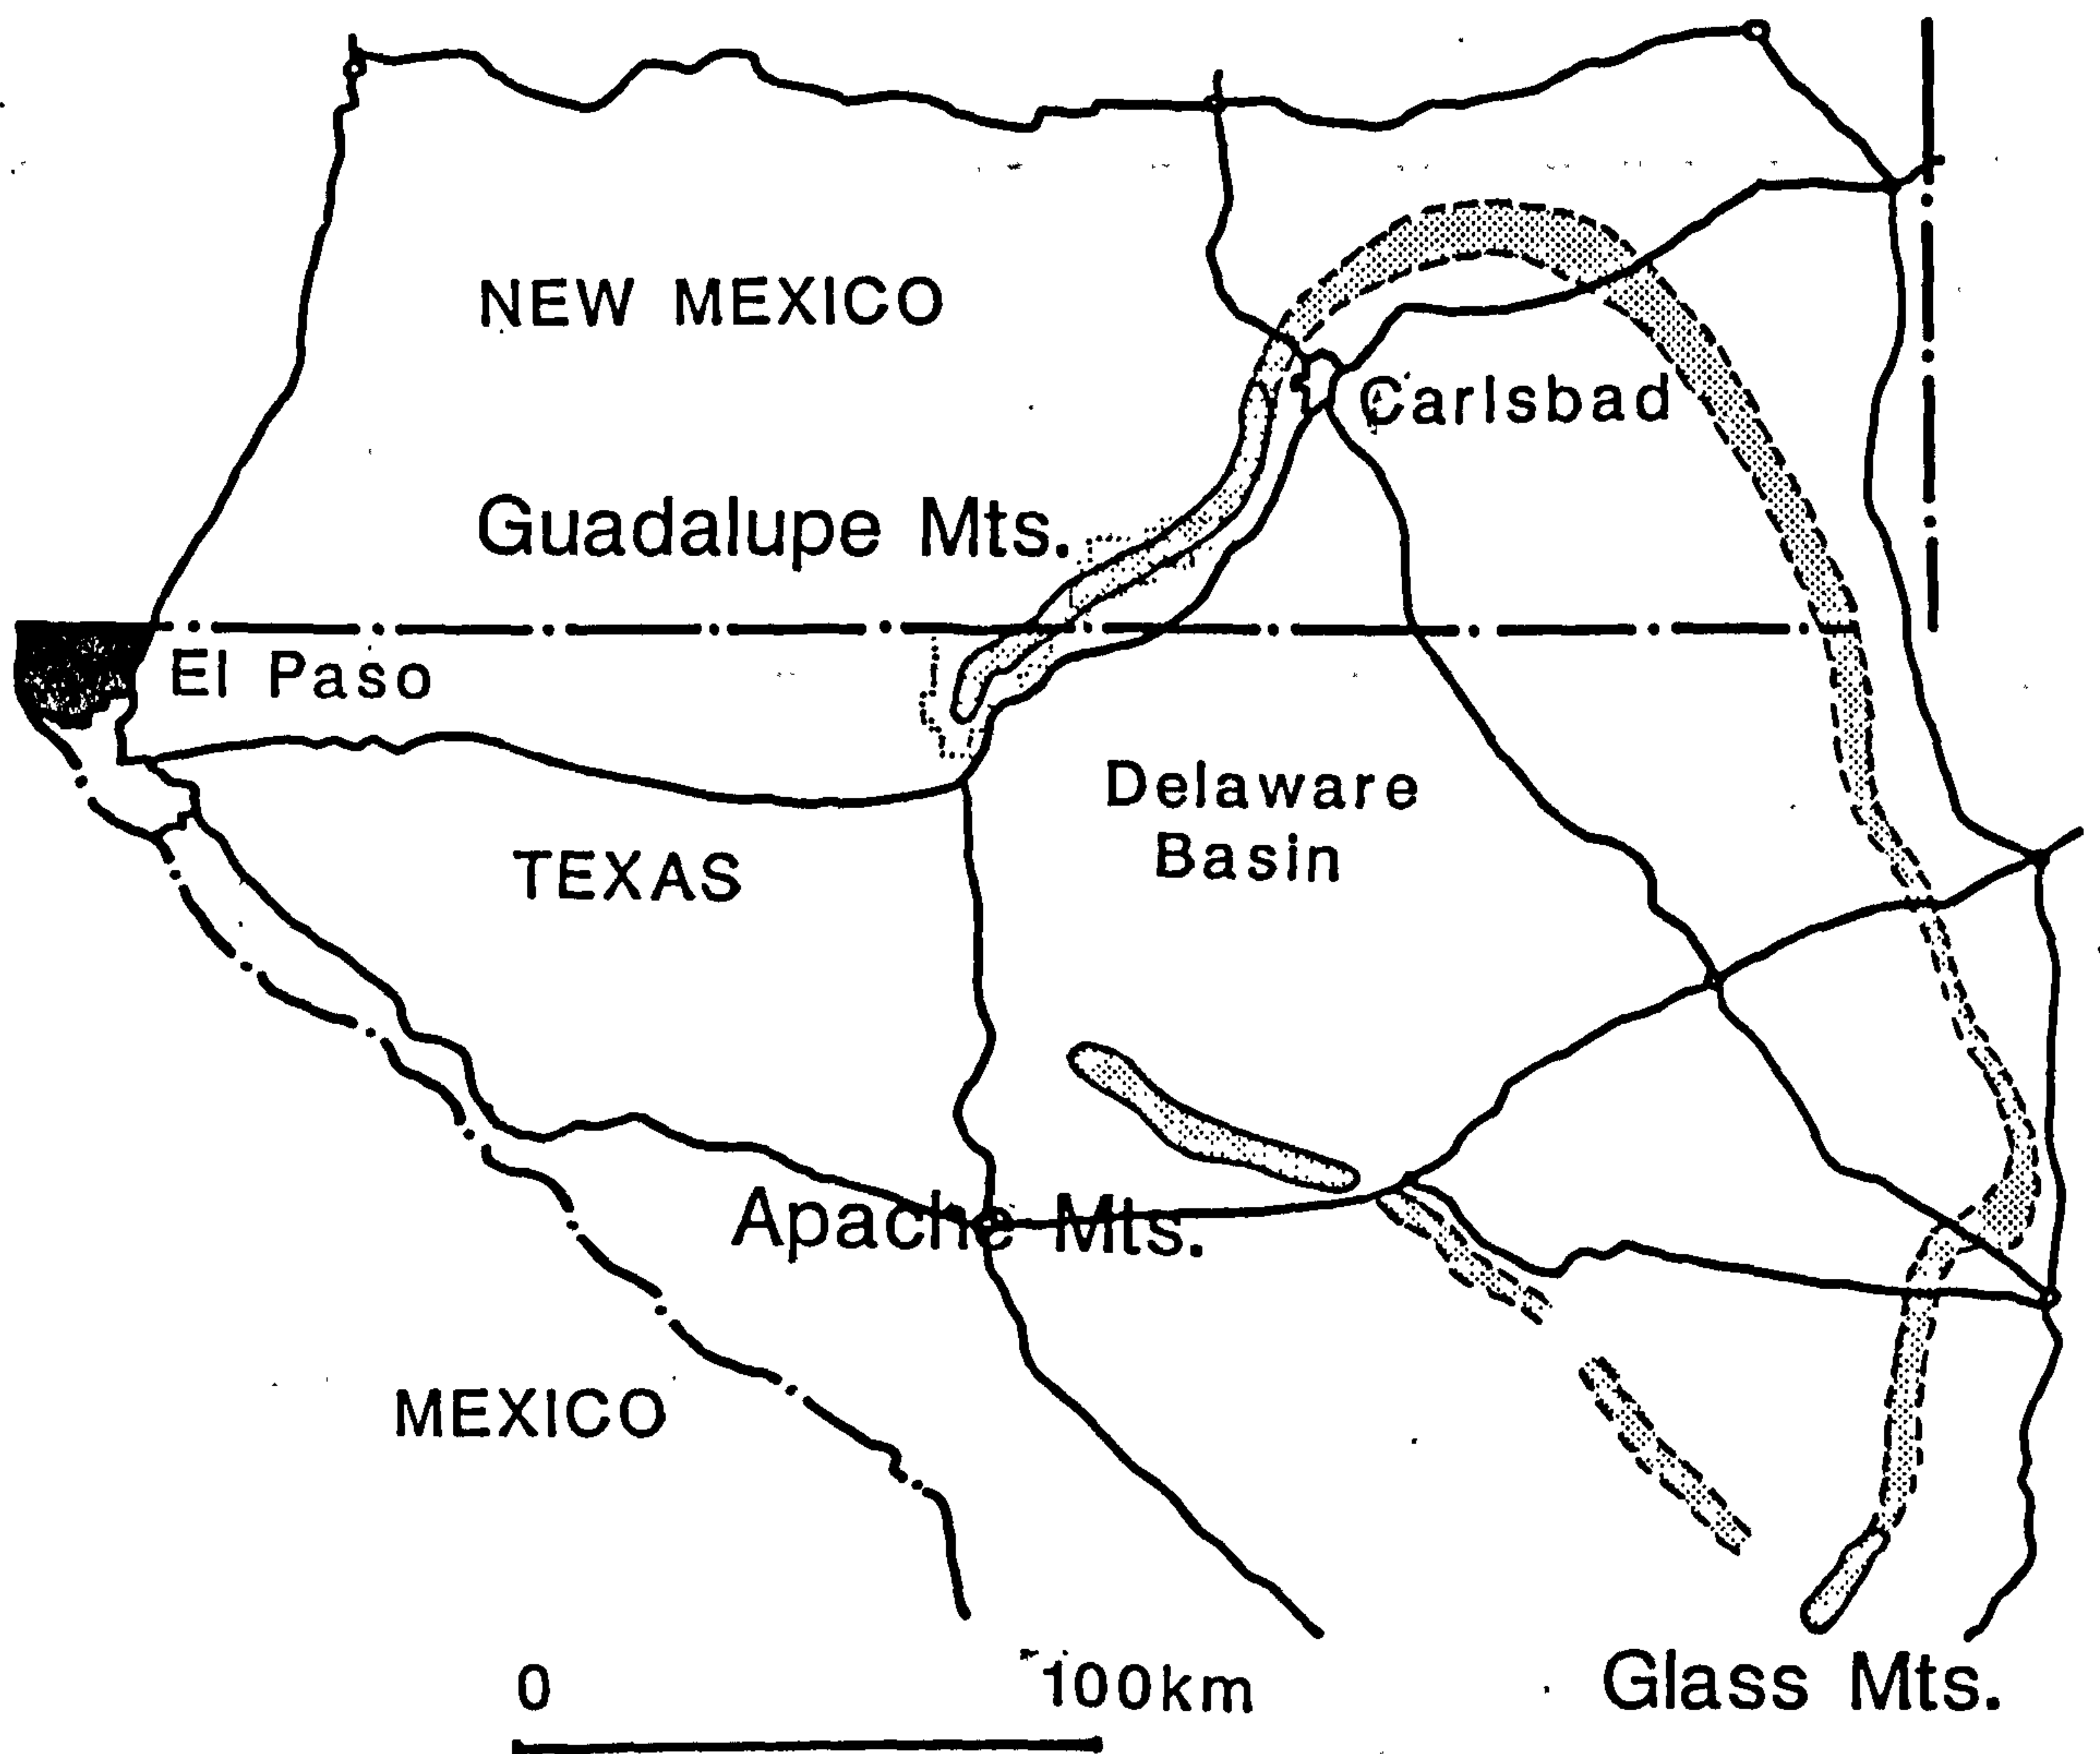 NEW MEXICO
Carlsbad
Guadalupe Mts.
El Paso
Delaware
Basin
TEXAS
Apache Mts.
MEXICO
0 100km
Glass Mts.